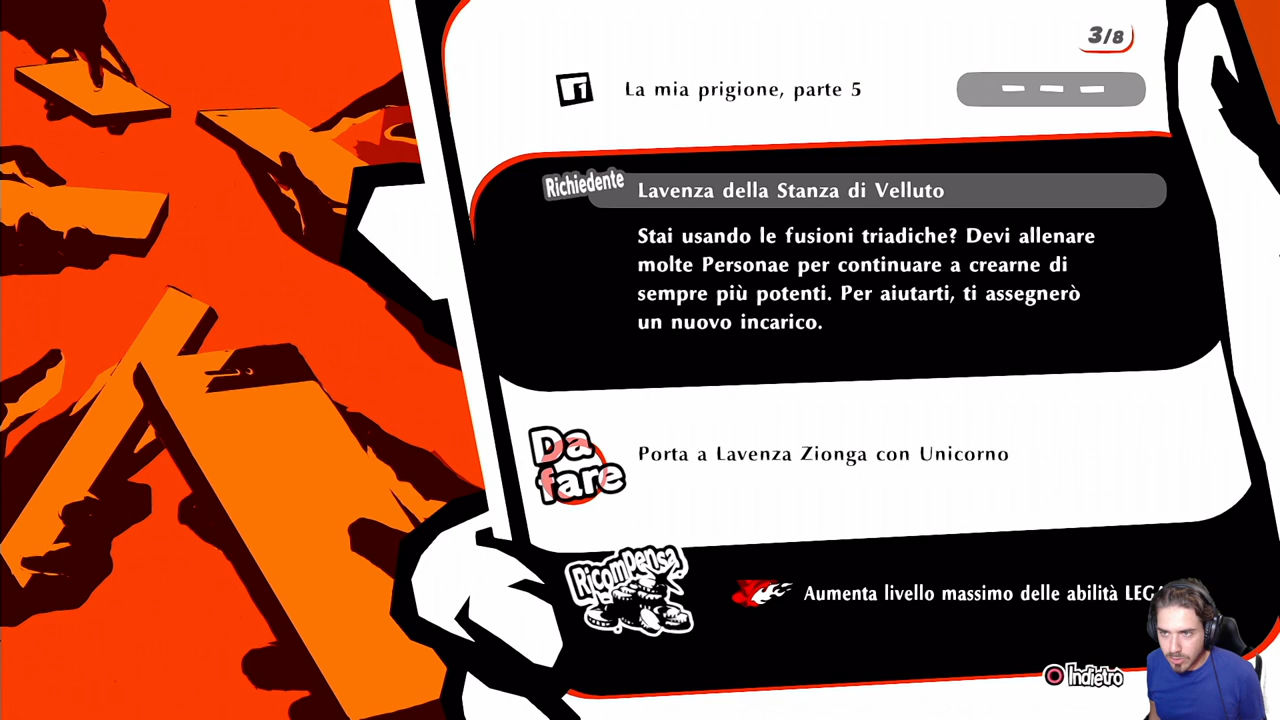 3/8
La mia prigione, parte 5
Richiedente
Lavenza della Stanza di Velluto
Stai usando le fusioni triadiche? Devi allenare
molte Personae per continuare a crearne di
sempre più potenti. Per aiutarti, ti assegnerò
un nuovo incarico.
Da
fare
Porta a Lavenza Zionga con Unicorno
Ricompensa
Aumenta livello massimo delle abilità
Indietro